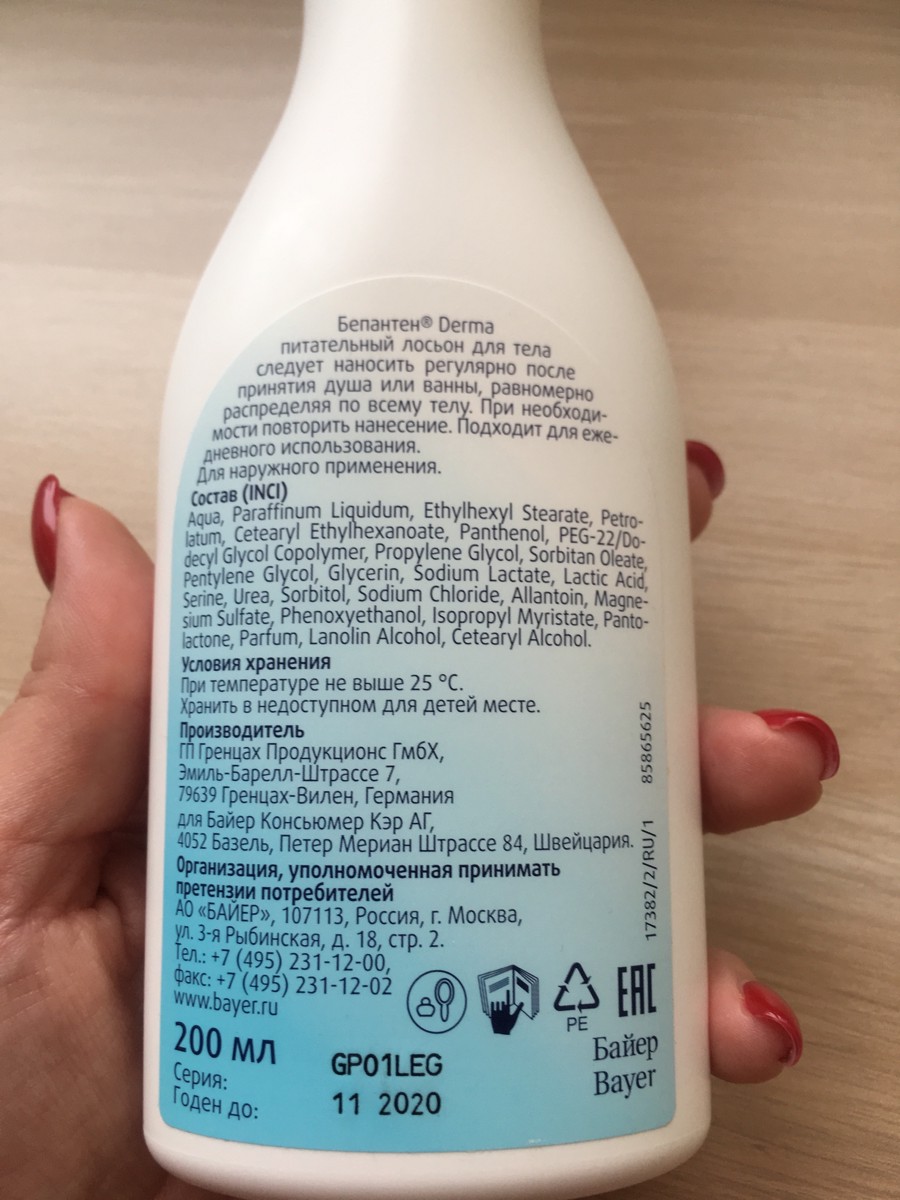 Бепантен® Derma
питательный лосьон для тела
следует наносить регулярно после
принятия душа или ванны, равномерно
распределяя по всему телу. При необходи-
мости повторить нанесение. Подходит для еже-
дневного использования.
Для наружного применения.
Состав (INCI)
Aqua, Paraffinum Liquidum, Ethylhexyl Stearate, Petro-
latum, Cetearyl Ethylhexanoate, Panthenol, PEG-22/Do-
decyl Glycol Copolymer, Propylene Glycol, Sorbitan Oleate,
Pentylene Glycol, Glycerin, Sodium Lactate, Lactic Acid,
Serine, Urea, Sorbitol, Sodium Chloride, Allantoin, Magne-
sium Sulfate, Phenoxyethanol, Isopropyl Myristate, Panto-
lactone, Parfum, Lanolin Alcohol, Cetearyl Alcohol.
Условия хранения
При температуре не выше 25 °C.
Хранить в недоступном для детей месте.
Производитель
ГП Гренцах Продукционс ГмбХ,
Эмиль-Барелл-Штрассе 7,
79639 Гренцах-Вилен, Германия
для Байер Консьюмер Кэр АГ,
4052 Базель, Петер Мериан Штрассе 84, Швейцария.
Организация, уполномоченная принимать
претензии потребителей
АО «БАЙЕР», 107113, Россия, г. Москва,
ул. 3-я Рыбинская, д. 18, стр. 2.
Тел.: +7 (495) 231-12-00,
факс: +7 (495) 231-12-02
www.bayer.ru
200 мл
Серия: GP01LEG
Годен до: 11 2020
PE
EAC
Байер
Bayer
17382/2/RU/1 85865625